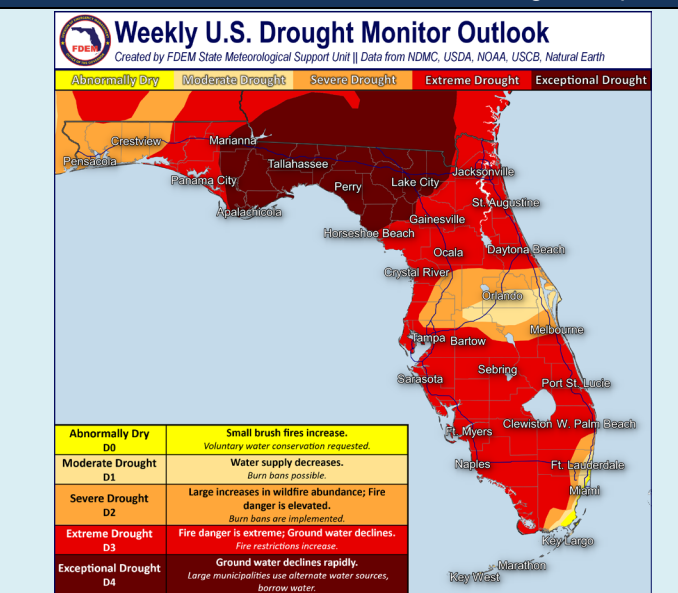 FDEM
Weekly U.S. Drought Monitor Outlook
Created by FDEM State Meteorological Support Unit || Data from NDMC, USDA, NOAA, USCB, Natural Earth
Abnormally Dry Moderate Drought Severe Drought Extreme Drought Exceptional Drought
Crestview
Marianna
Pensacola
Tallahassee
Jacksonville
Panama City
Perry
Lake City
Apalachicola
St. Augustine
Gainesville
Horseshoe Beach
Ocala
Daytona Beach
Crystal River
Orlando
Melbourne
Tampa
Bartow
Sebring
Sarasota
Port St. Lucie
Clewiston
W. Palm Beach
Ft. Myers
Naples
Ft. Lauderdale
Miami
Key Largo
Marathon
Key West
Abnormally Dry
D0
Small brush fires increase.
Voluntary water conservation requested.
Moderate Drought
D1
Water supply decreases.
Burn bans possible.
Severe Drought
D2
Large increases in wildfire abundance; Fire
danger is elevated.
Burn bans are implemented.
Extreme Drought
D3
Fire danger is extreme; Ground water declines.
Fire restrictions increase.
Exceptional Drought
D4
Ground water declines rapidly.
Large municipalities use alternate water sources,
borrow water.